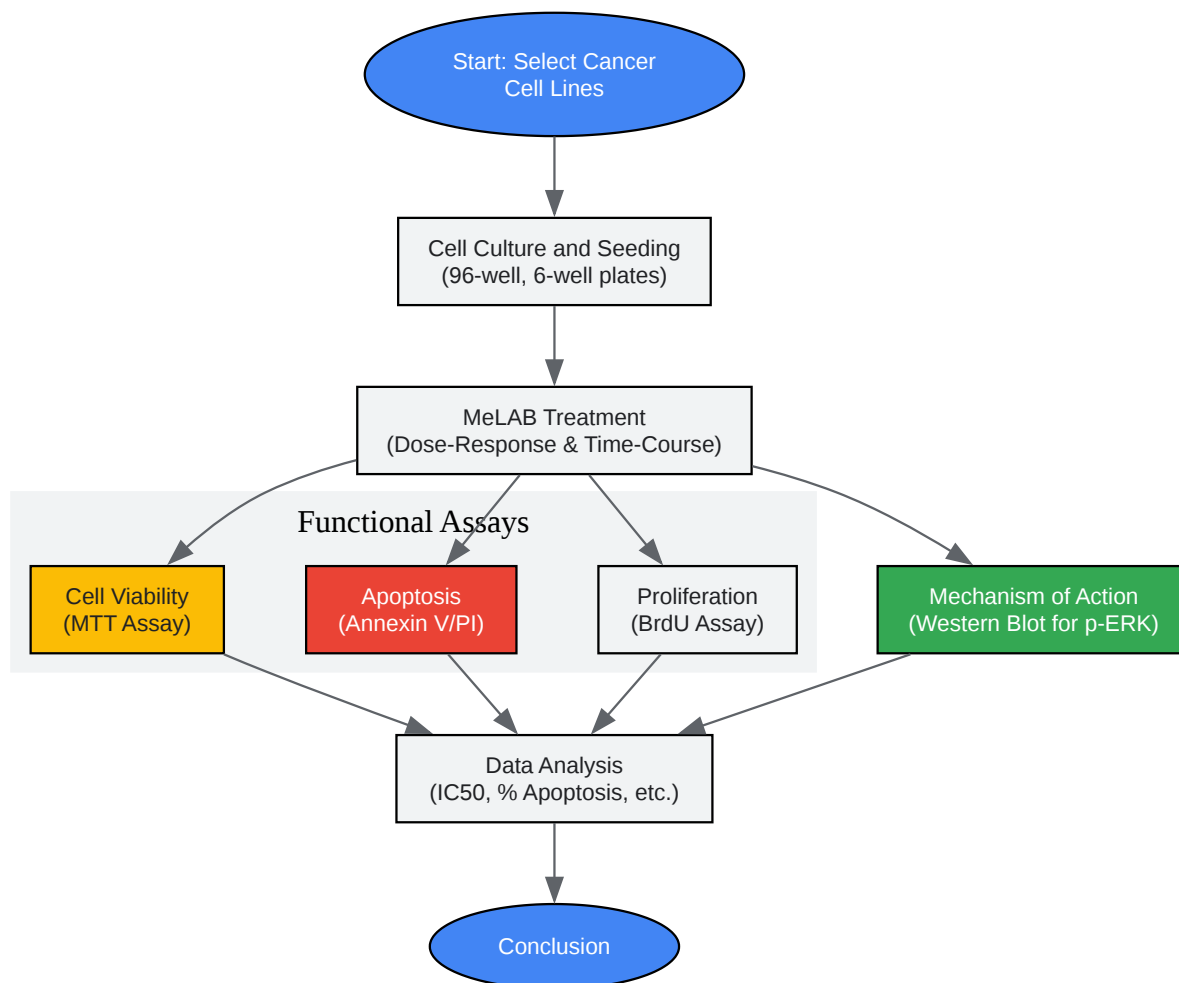 Start: Select Cancer
Cell Lines
Cell Culture and Seeding
(96-well, 6-well plates)
MeLAB Treatment
(Dose-Response & Time-Course)
Functional Assays
Cell Viability
(MTT Assay)
Apoptosis
(Annexin V/PI)
Proliferation
(BrdU Assay)
Mechanism of Action
(Western Blot for p-ERK)
Data Analysis
(IC50, % Apoptosis, etc.)
Conclusion